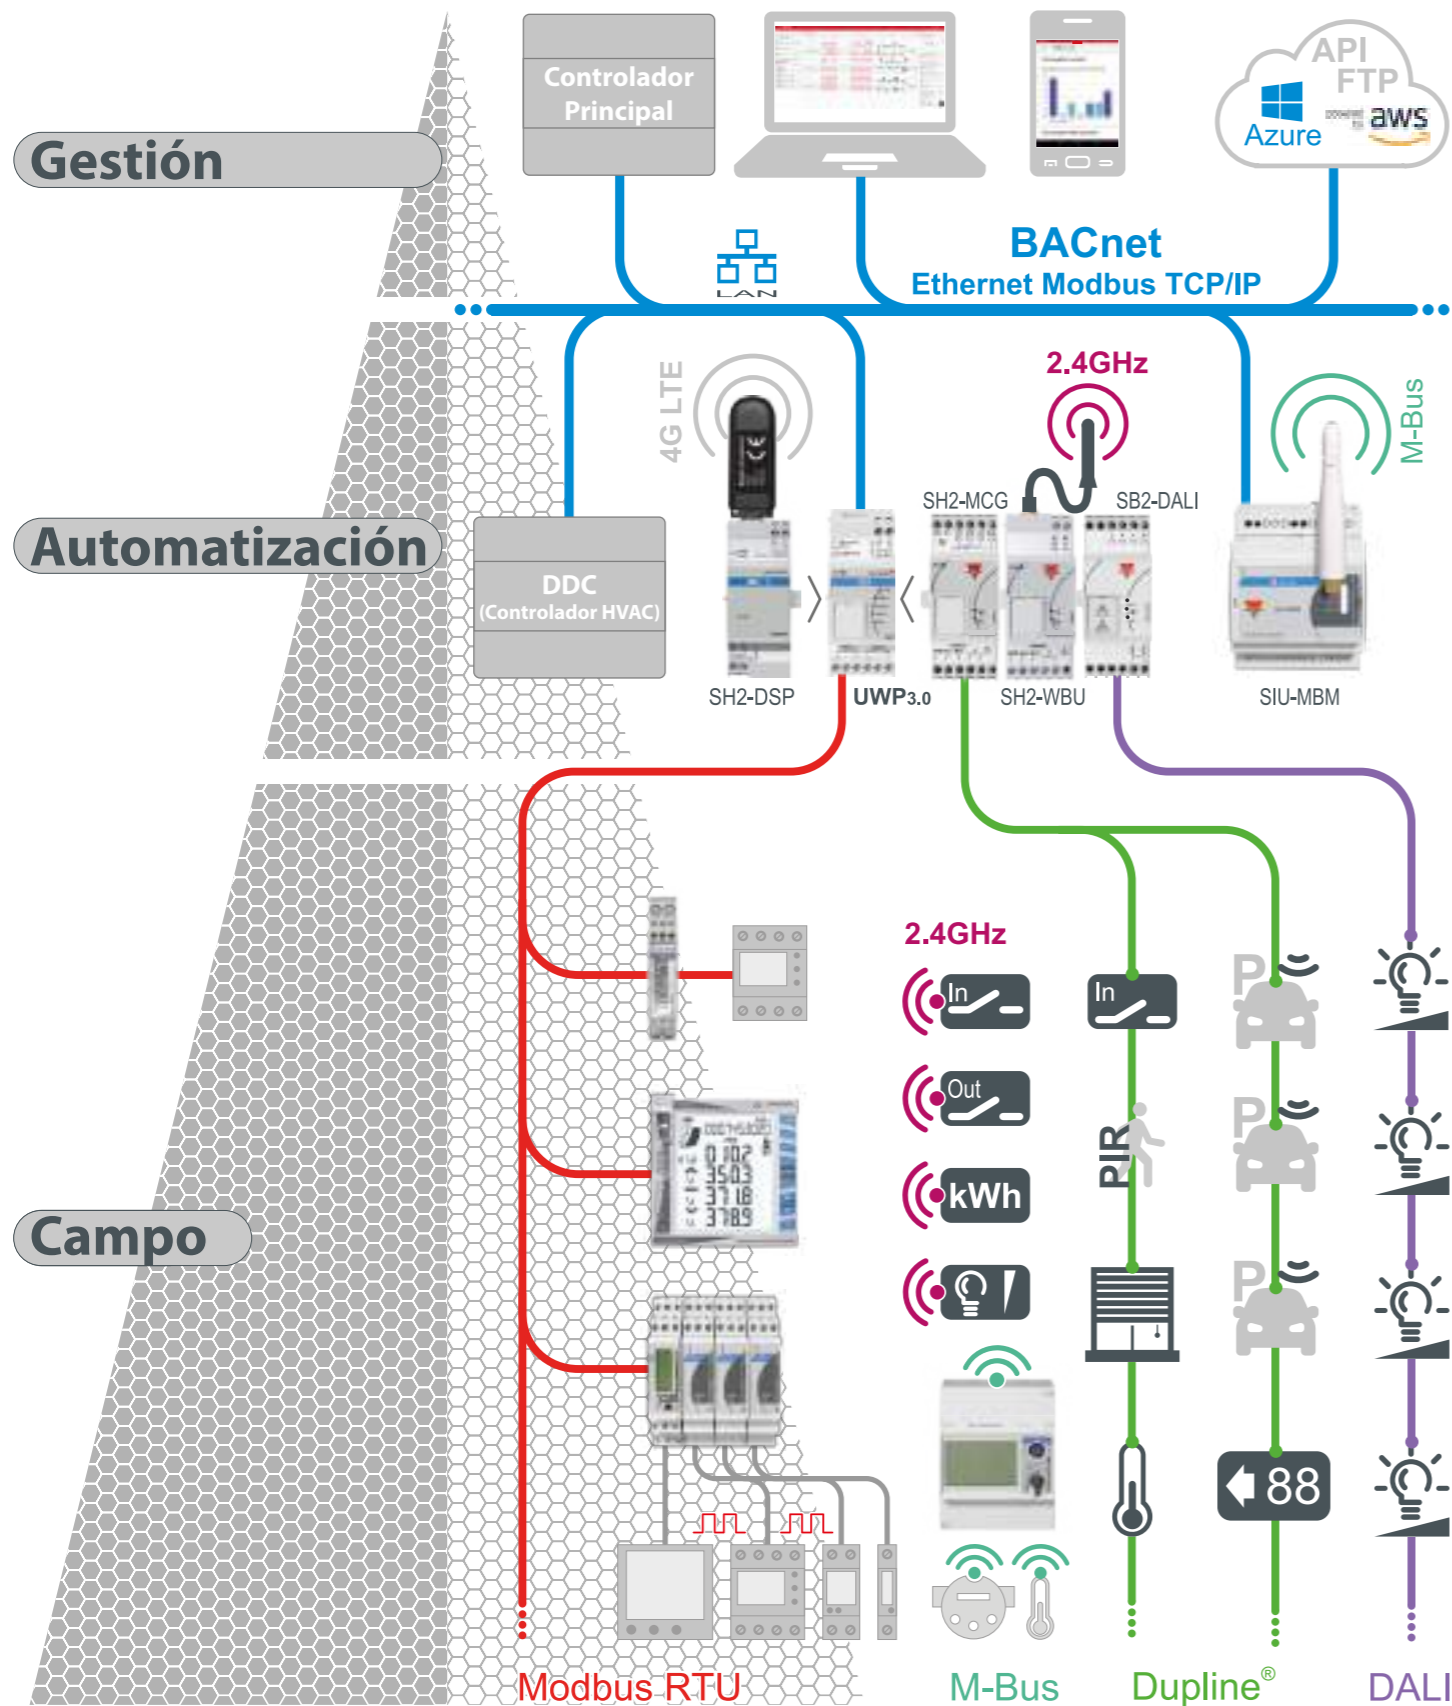 Controlador
Principal
API
FTP
Azure
aws
Gestión
LAN
BACnet
Ethernet Modbus TCP/IP
4G LTE
2.4GHz
M-Bus
SH2-MCG
SB2-DALI
Automatización
DDC
(Controlador HVAC)
SH2-DSP
UWP3.0
SH2-WBU
SIU-MBM
2.4GHz
In
In
P
Out
P
PIR
kWh
Campo
P
88
Modbus RTU
M-Bus
Dupline®
DALI